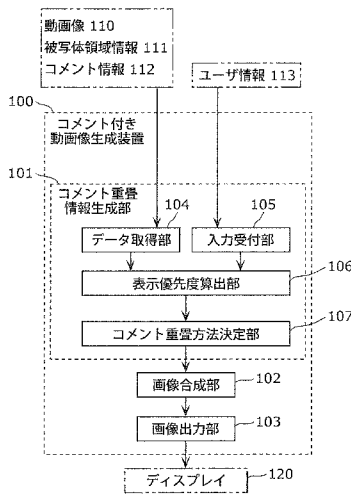 動画像 110
被写体領域情報 111
コメント情報 112
ユーザ情報 113
100
コメント付き
動画像生成装置
101
コメント重畳
情報生成部
104
105
データ取得部
入力受付部
106
表示優先度算出部
107
コメント重畳方法決定部
102
画像合成部
103
画像出力部
ディスプレイ
120